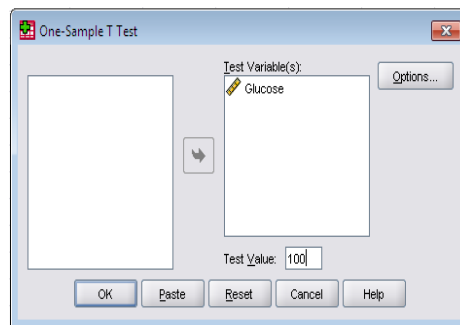 One-Sample T Test
Test Variable(s):
Glucose
Options...
Test Value: 100
OK Paste Reset Cancel Help